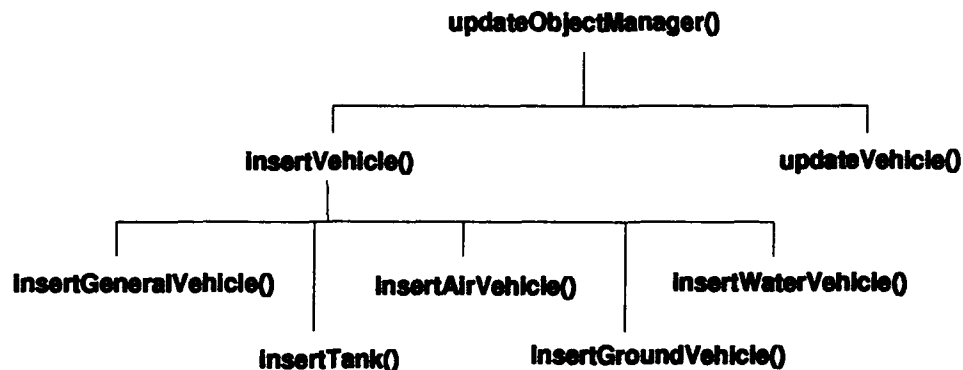 updateObjectManager()
insertVehicle()
updateVehicle()
insertGeneralVehicle()
insertAirVehicle()
insertWaterVehicle()
insertTank()
insertGroundVehicle()